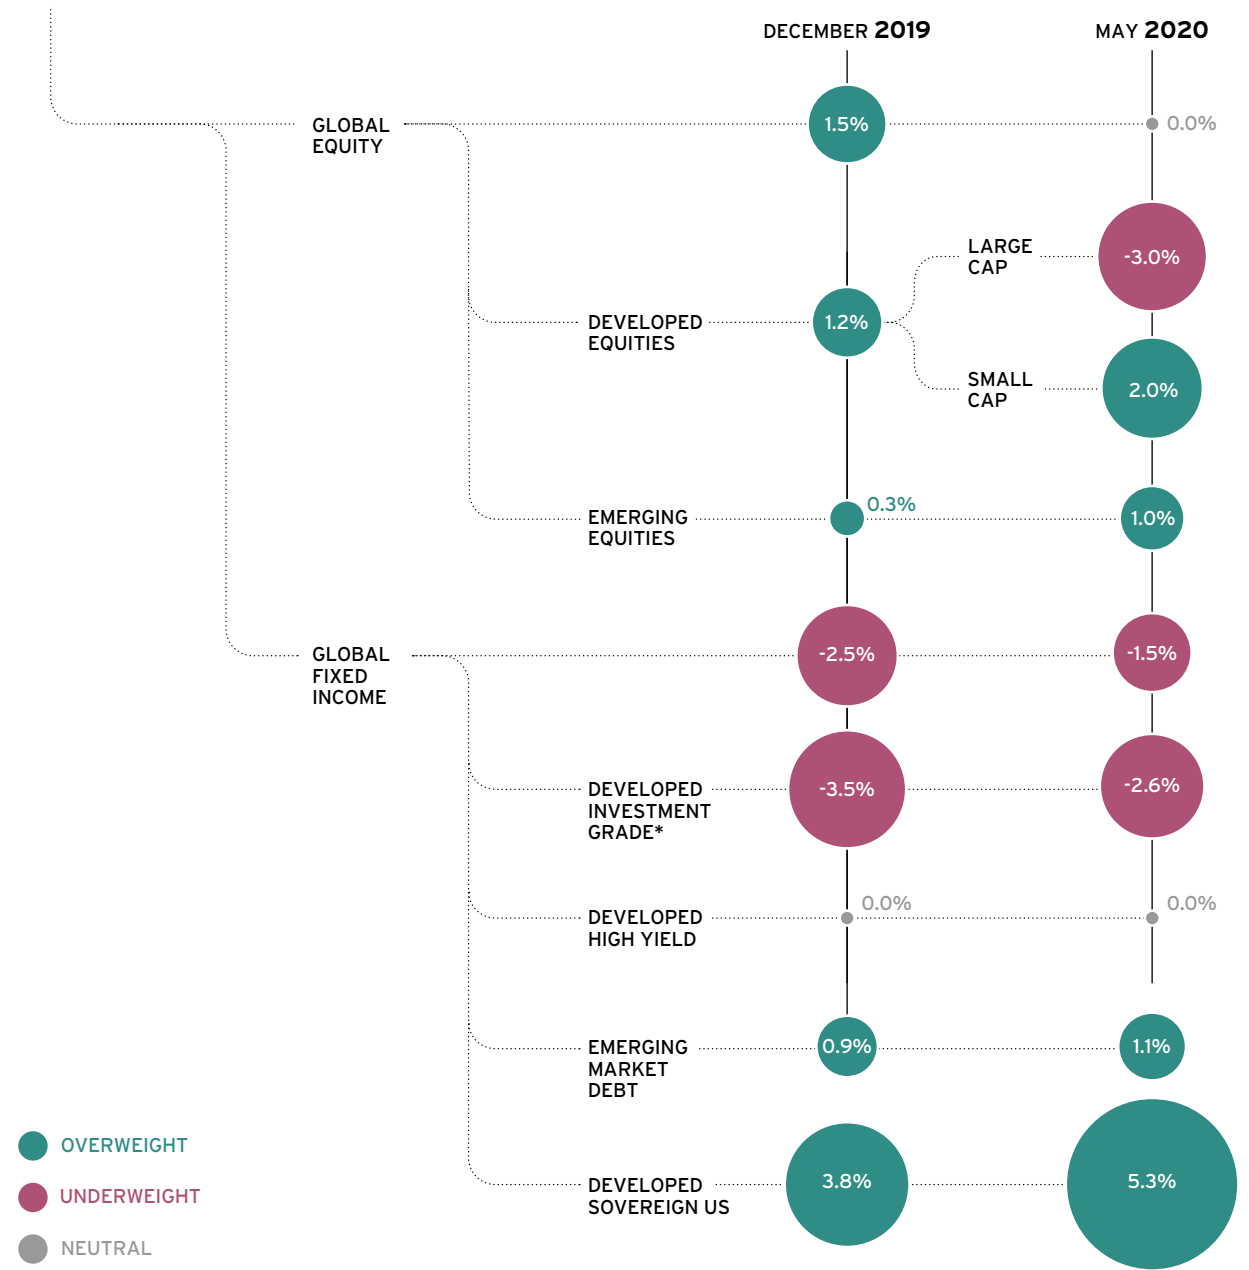 DECEMBER 2019
MAY 2020
GLOBAL
EQUITY
1.5%
0.0%
LARGE
CAP
-3.0%
DEVELOPED
EQUITIES
1.2%
SMALL
CAP
2.0%
EMERGING
EQUITIES
0.3%
1.0%
GLOBAL
FIXED
INCOME
-2.5%
-1.5%
DEVELOPED
INVESTMENT
GRADE*
-3.5%
-2.6%
DEVELOPED
HIGH YIELD
0.0%
0.0%
EMERGING
MARKET
DEBT
0.9%
1.1%
DEVELOPED
SOVEREIGN US
3.8%
5.3%
OVERWEIGHT
UNDERWEIGHT
NEUTRAL